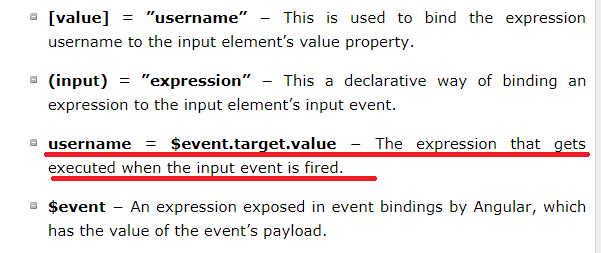 [value] = ”username” – This is used to bind the expression
username to the input element’s value property.
(input) = ”expression” – This a declarative way of binding an
expression to the input element’s input event.
username = $event.target.value – The expression that gets
executed when the input event is fired.
$event – An expression exposed in event bindings by Angular, which
has the value of the event’s payload.